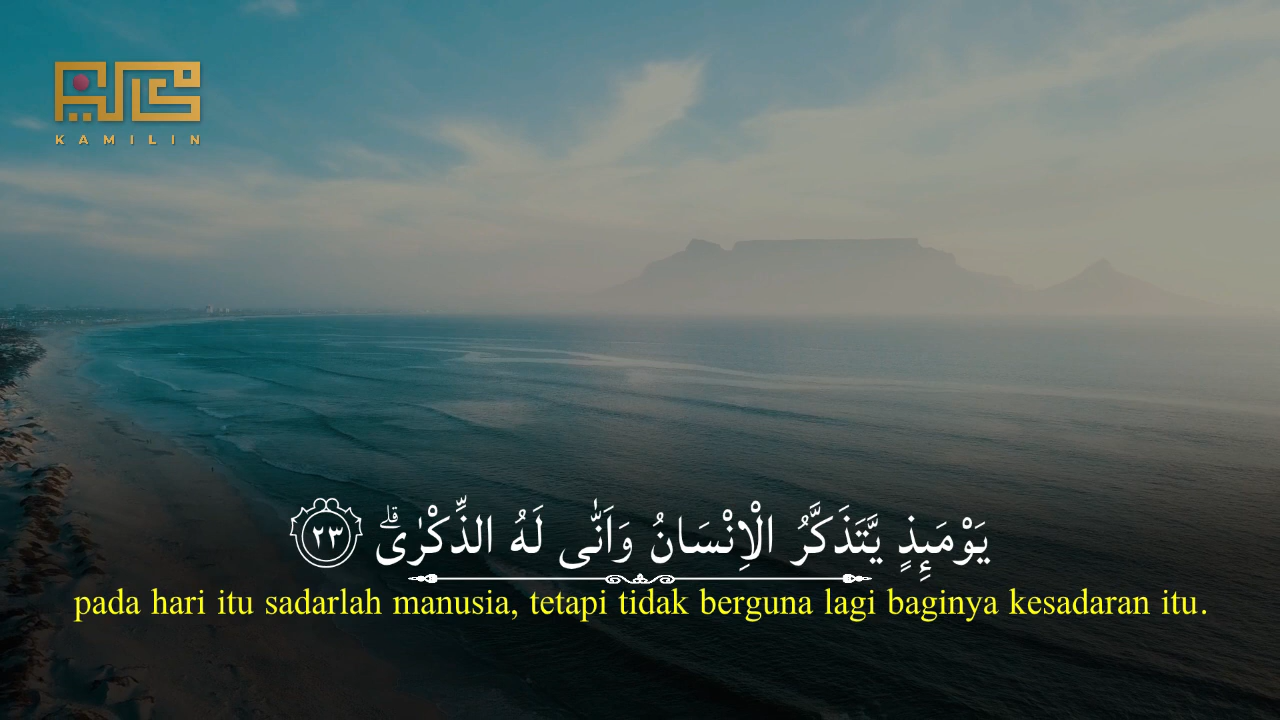 KAMILIN
يَوْمَىِٕذٍ يَّتَذَكَّرُ الْاِنْسَانُ وَاَنّٰى لَهُ الذِّكْرٰىۗ ٢٣
pada hari itu sadarlah manusia, tetapi tidak berguna lagi baginya kesadaran itu.